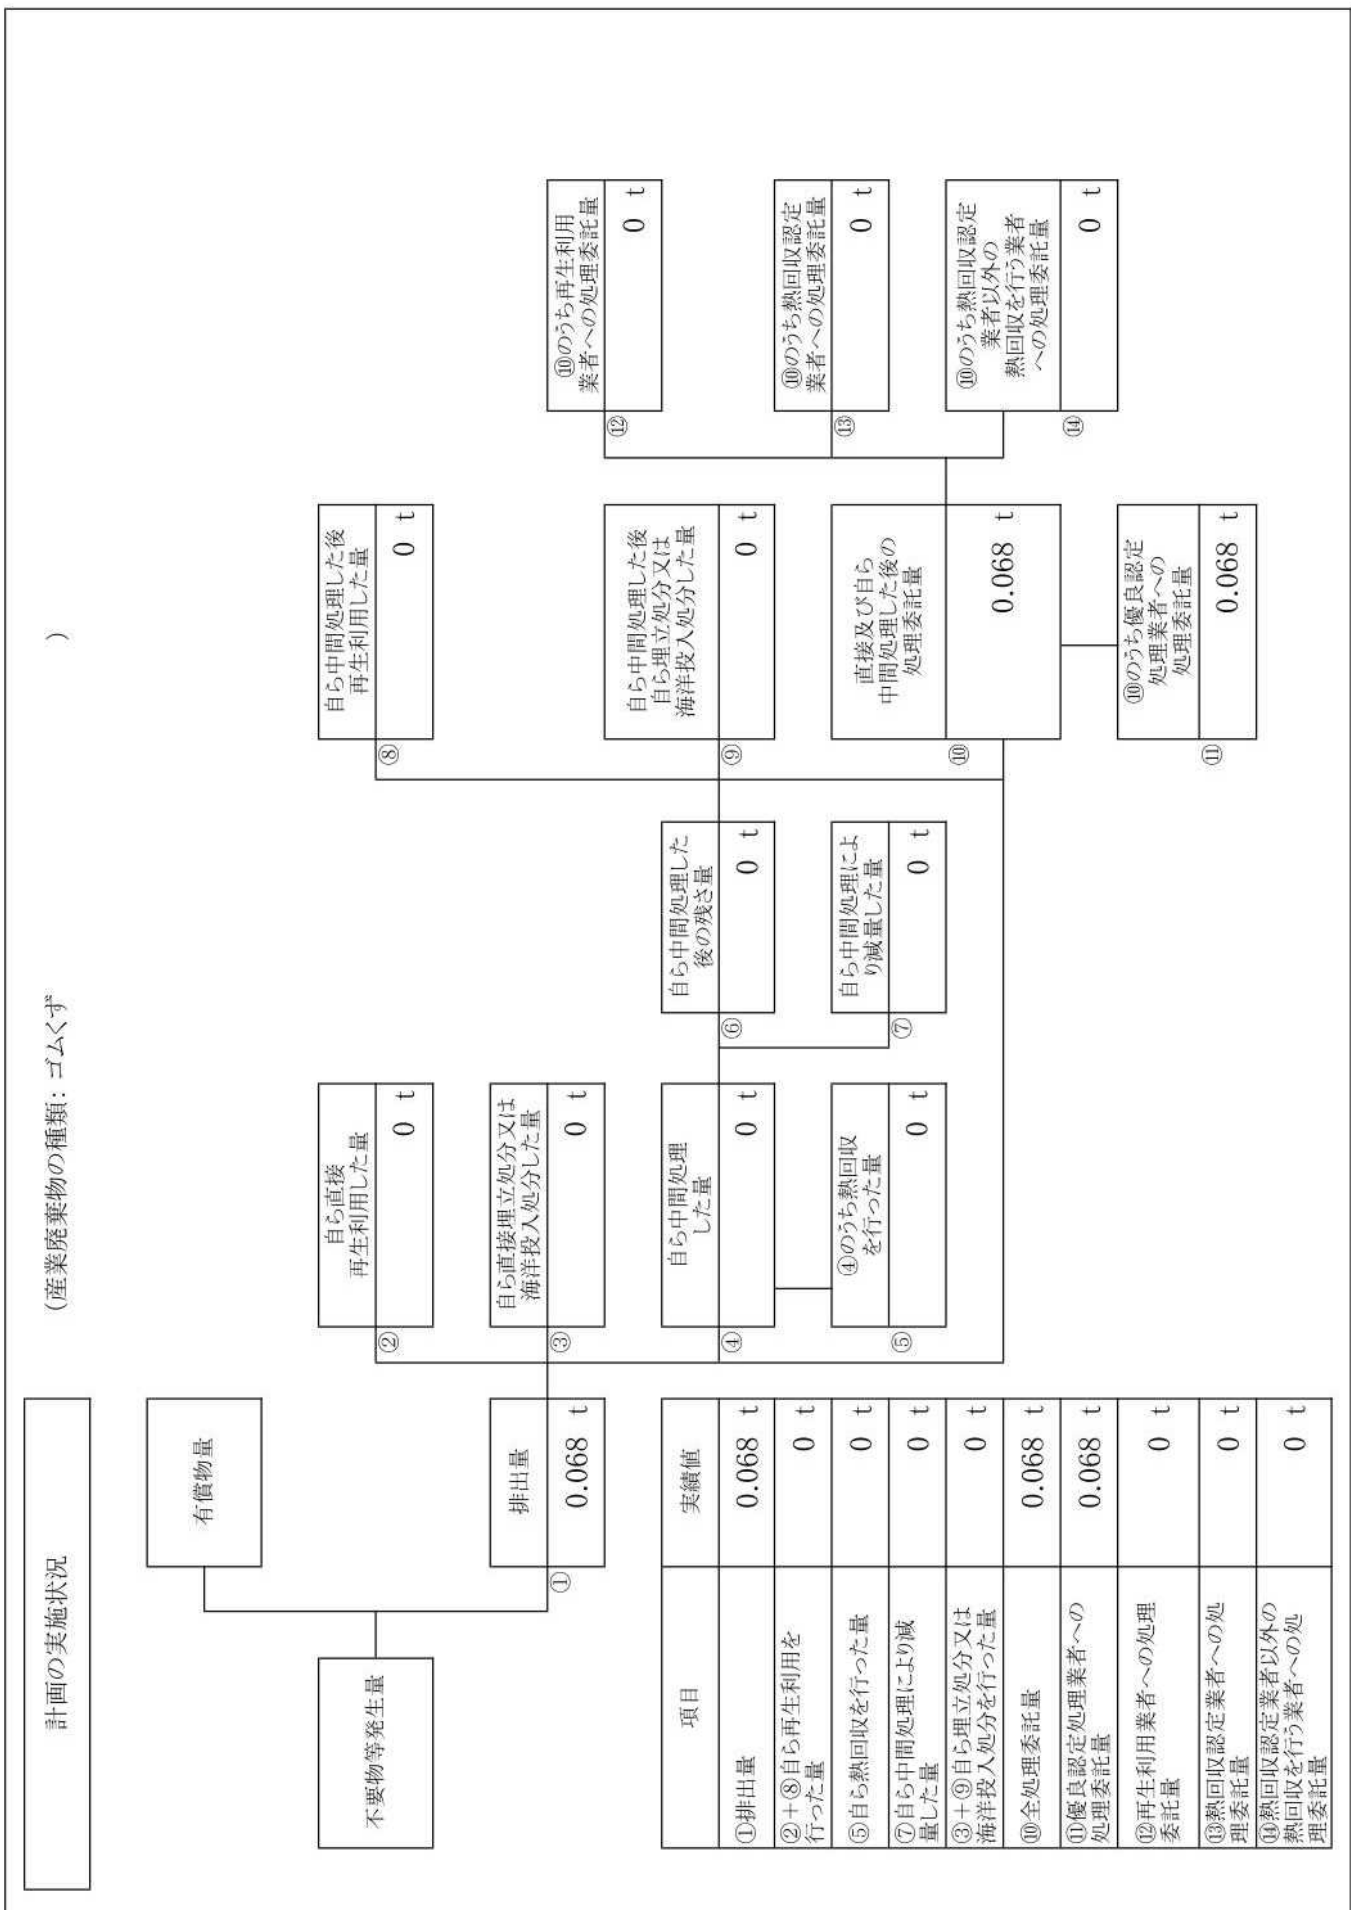 計画の実施状況
(産業廃棄物の種類：ゴムくず
)
不要物等発生量
有償物量
①
排出量
0.068 t
②
自ら直接
再生利用した量
0 t
③
自ら直接埋立処分又は
海洋投入処分した量
0 t
④
自ら中間処理
した量
0 t
⑤
④のうち熱回収
を行った量
0 t
⑥
自ら中間処理した
後の残さ量
0 t
⑦
自ら中間処理によ
り減量した量
0 t
⑧
自ら中間処理した後
再生利用した量
0 t
⑨
自ら中間処理した後
自ら埋立処分又は
海洋投入処分した量
0 t
⑩
直接及び自ら
中間処理した後の
処理委託量
0.068 t
⑪
⑩のうち優良認定
処理業者への
処理委託量
0.068 t
⑫
⑩のうち再生利用
業者への処理委託量
0 t
⑬
⑩のうち熱回収認定
業者への処理委託量
0 t
⑭
⑩のうち熱回収認定
業者以外の
熱回収を行う業者
への処理委託量
0 t
項目
実績値
①排出量
0.068 t
②＋⑧自ら再生利用を
行った量
0 t
⑤自ら熱回収を行った量
0 t
⑦自ら中間処理により減
量した量
0 t
③＋⑨自ら埋立処分又は
海洋投入処分を行った量
0 t
⑩全処理委託量
0.068 t
⑪優良認定処理業者への
処理委託量
0.068 t
⑫再生利用業者への処理
委託量
0 t
⑬熱回収認定業者への処
理委託量
0 t
⑭熱回収認定業者以外の
熱回収を行う業者への処
理委託量
0 t